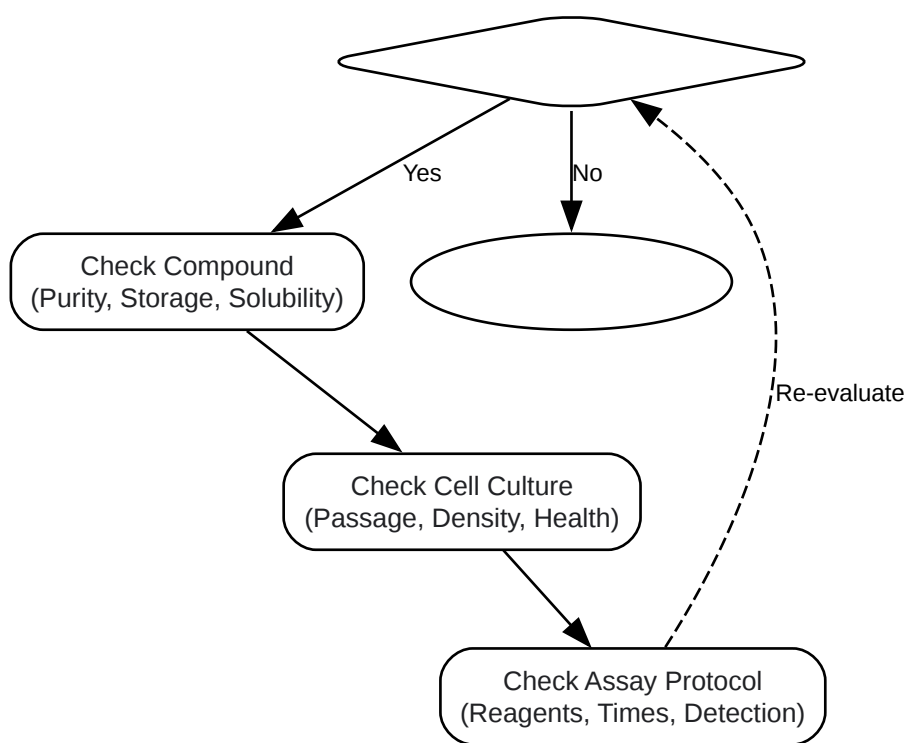 Yes
No
Check Compound
(Purity, Storage, Solubility)
Re-evaluate
Check Cell Culture
(Passage, Density, Health)
Check Assay Protocol
(Reagents, Times, Detection)